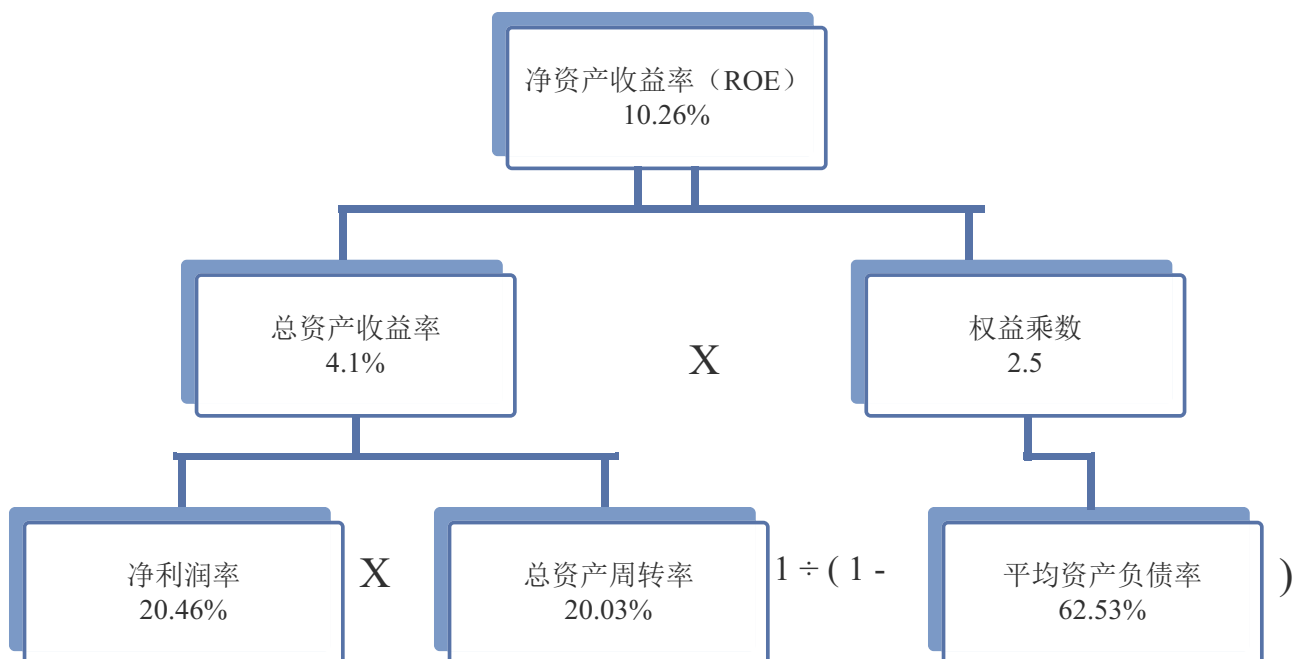 净资产收益率（ROE）
10.26%
总资产收益率
4.1%
X
权益乘数
2.5
净利润率
20.46%
X
总资产周转率
20.03%
1 ÷ ( 1 -
平均资产负债率
62.53%
)